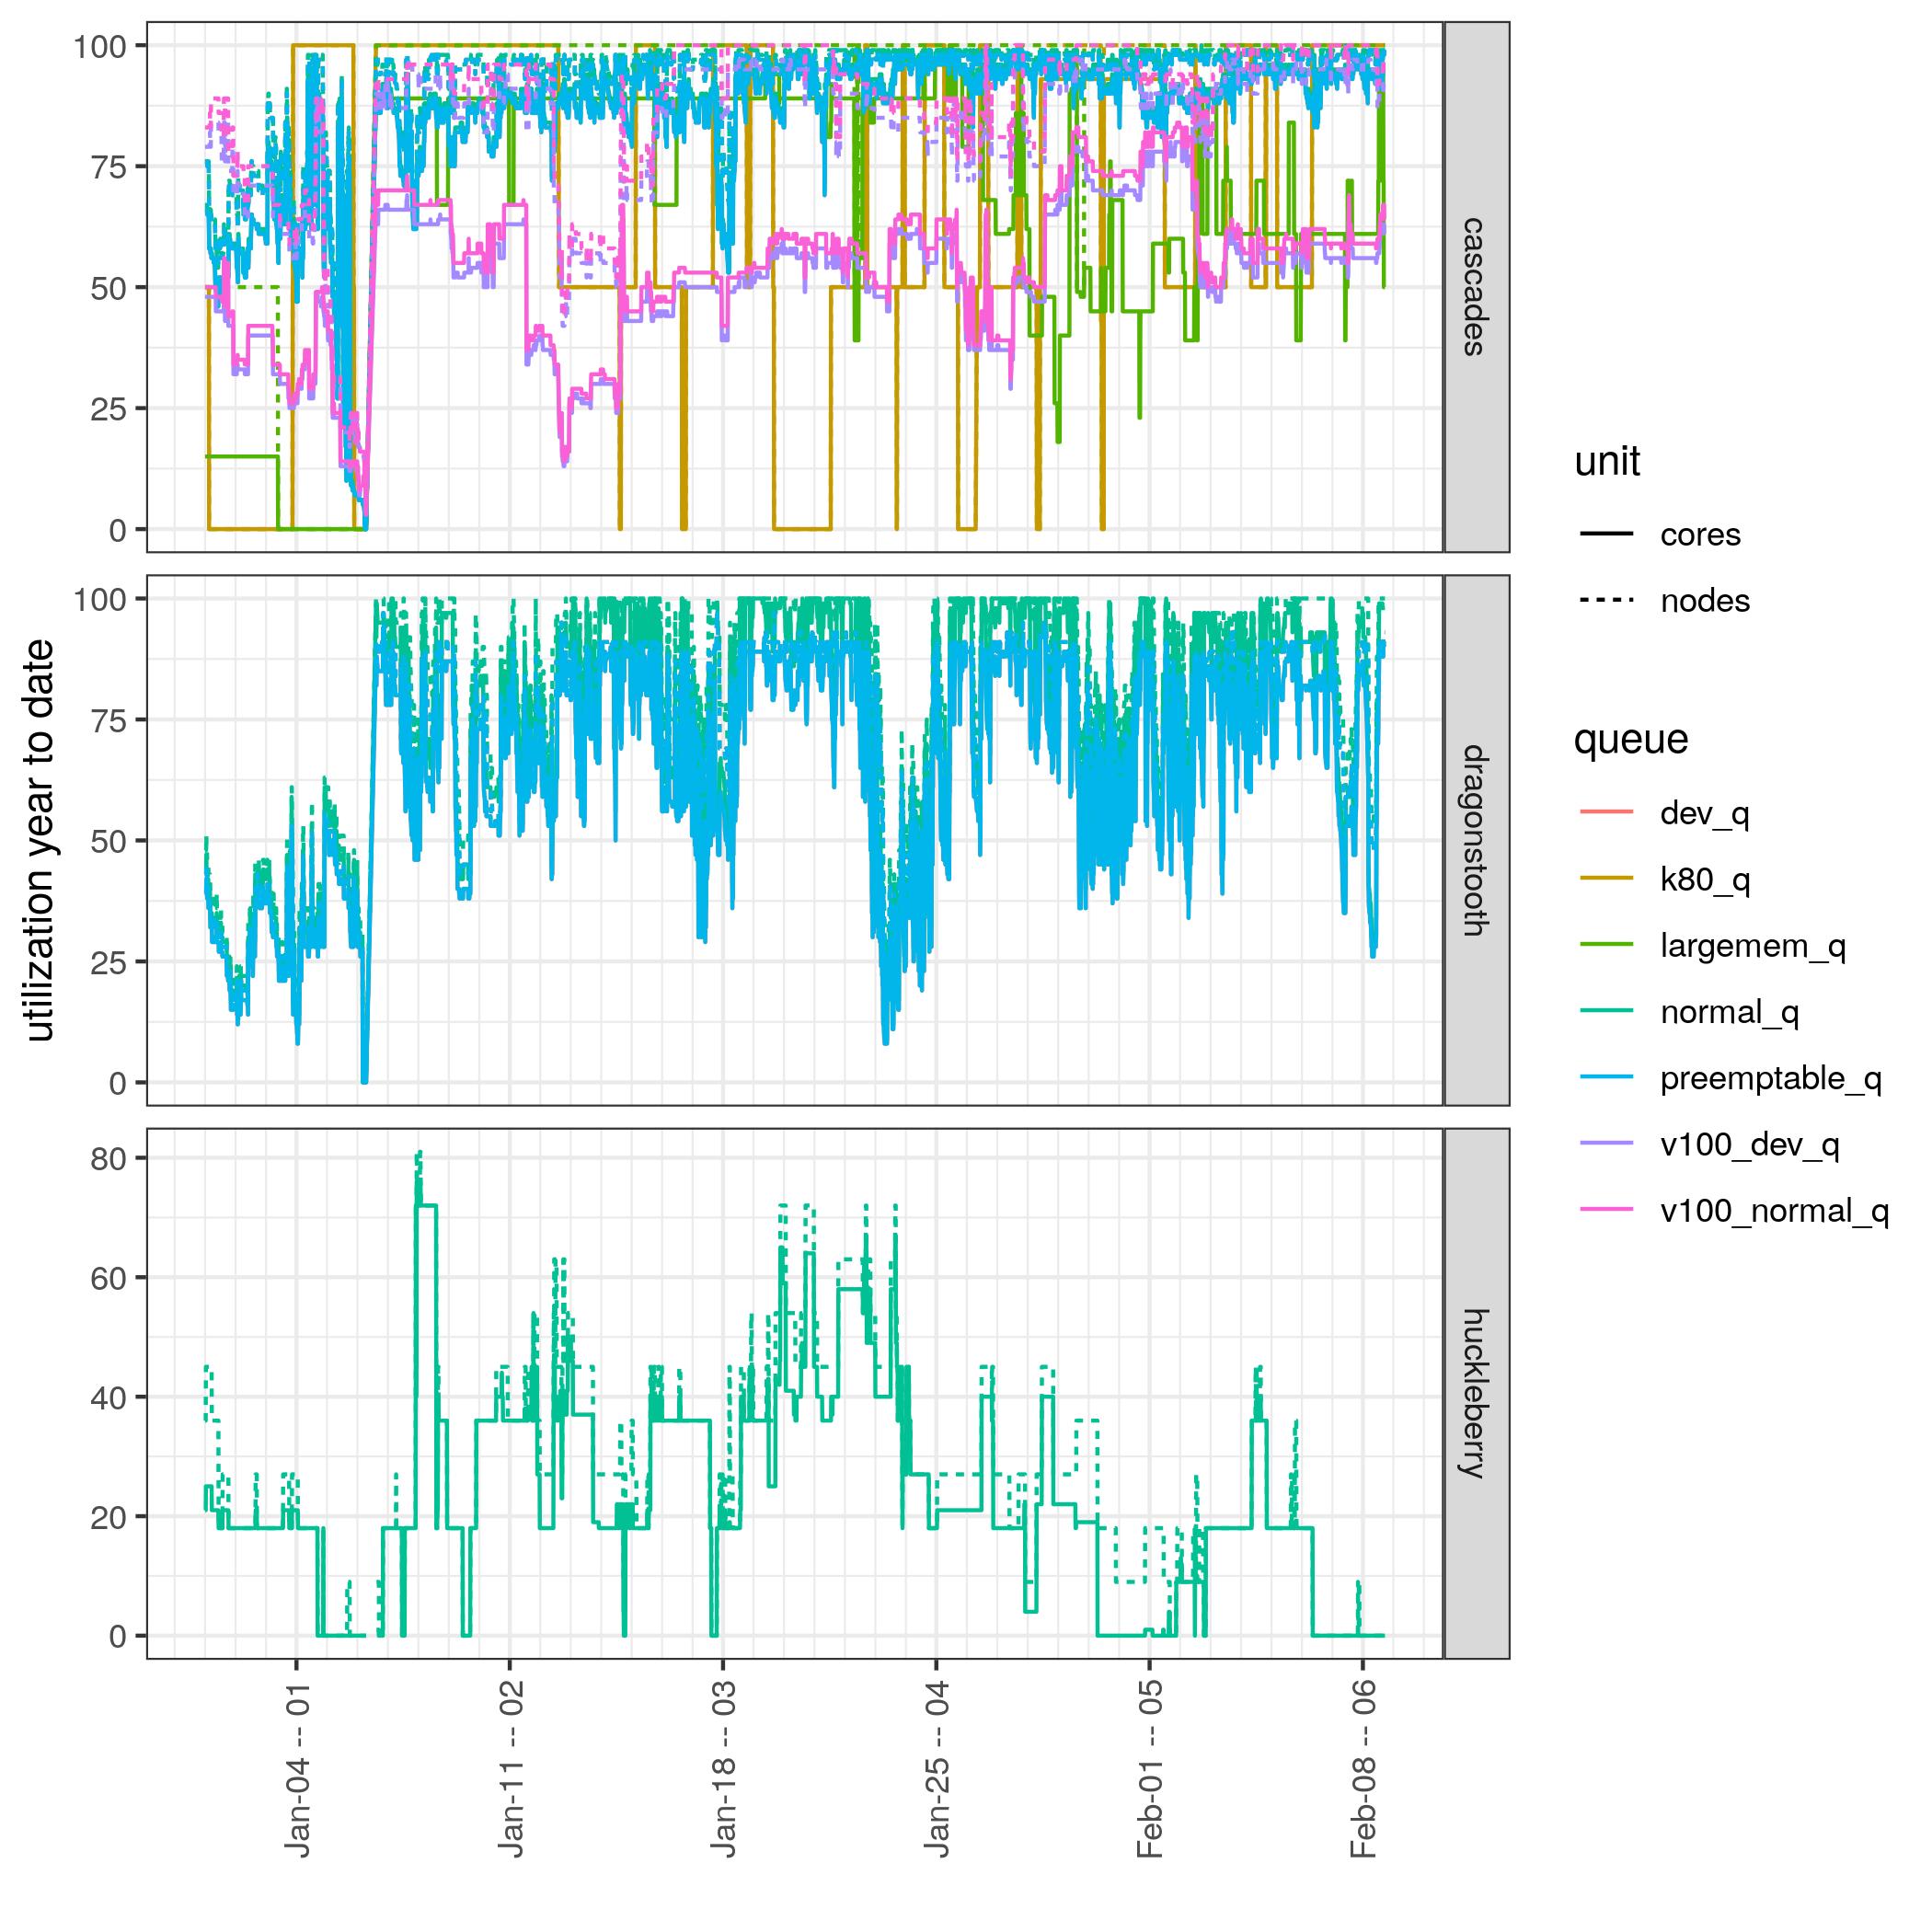 utilization year to date
100
75
50
25
0
cascades
100
75
50
25
0
dragonstooth
80
60
40
20
0
huckleberry
Jan-04 -- 01
Jan-11 -- 02
Jan-18 -- 03
Jan-25 -- 04
Feb-01 -- 05
Feb-08 -- 06
unit
cores
nodes
queue
dev_q
k80_q
largemem_q
normal_q
preemptable_q
v100_dev_q
v100_normal_q